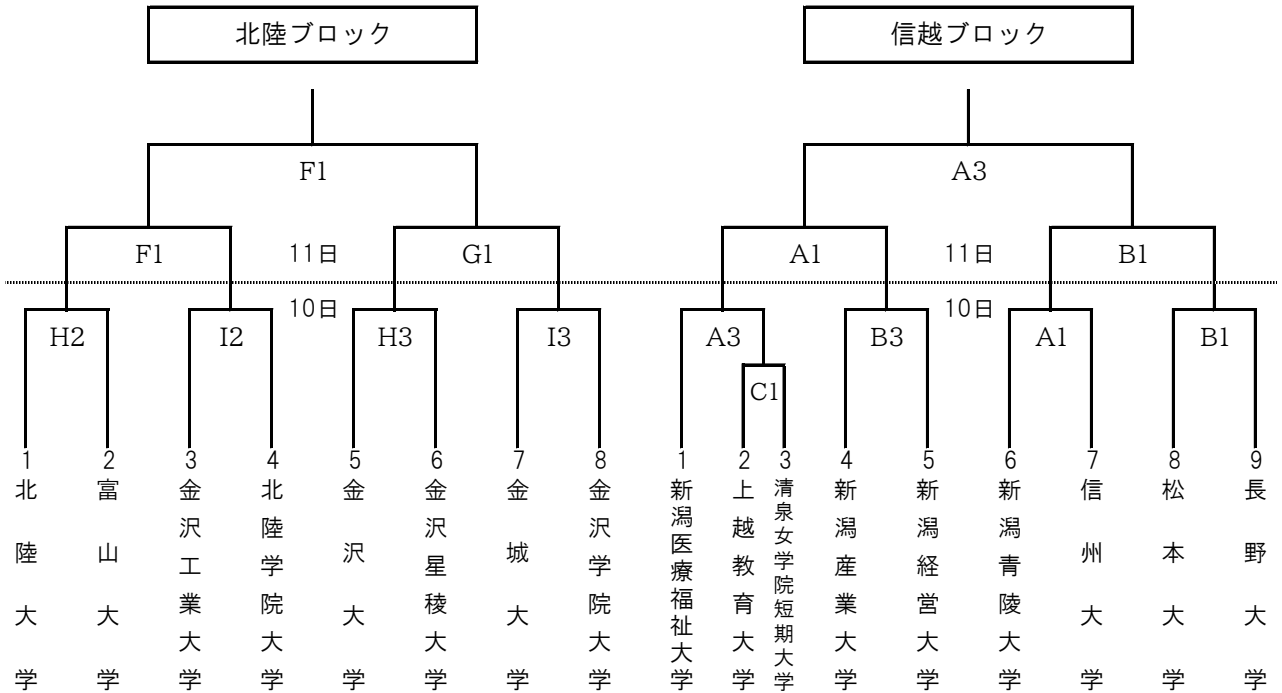 北陸ブロック
信越ブロック
F1
A3
F1
11日
G1
A1
11日
B1
10日
10日
H2
I2
H3
I3
A3
B3
A1
B1
C1
1
北陸大学
2
富山大学
3
金沢工業大学
4
北陸学院大学
5
金沢大学
6
金沢星稜大学
7
金城大学
8
金沢学院大学
1
新潟医療福祉大学
2
上越教育大学
3
清泉女学院短期大学
4
新潟産業大学
5
新潟経営大学
6
新潟青陵大学
7
信州大学
8
松本大学
9
長野大学